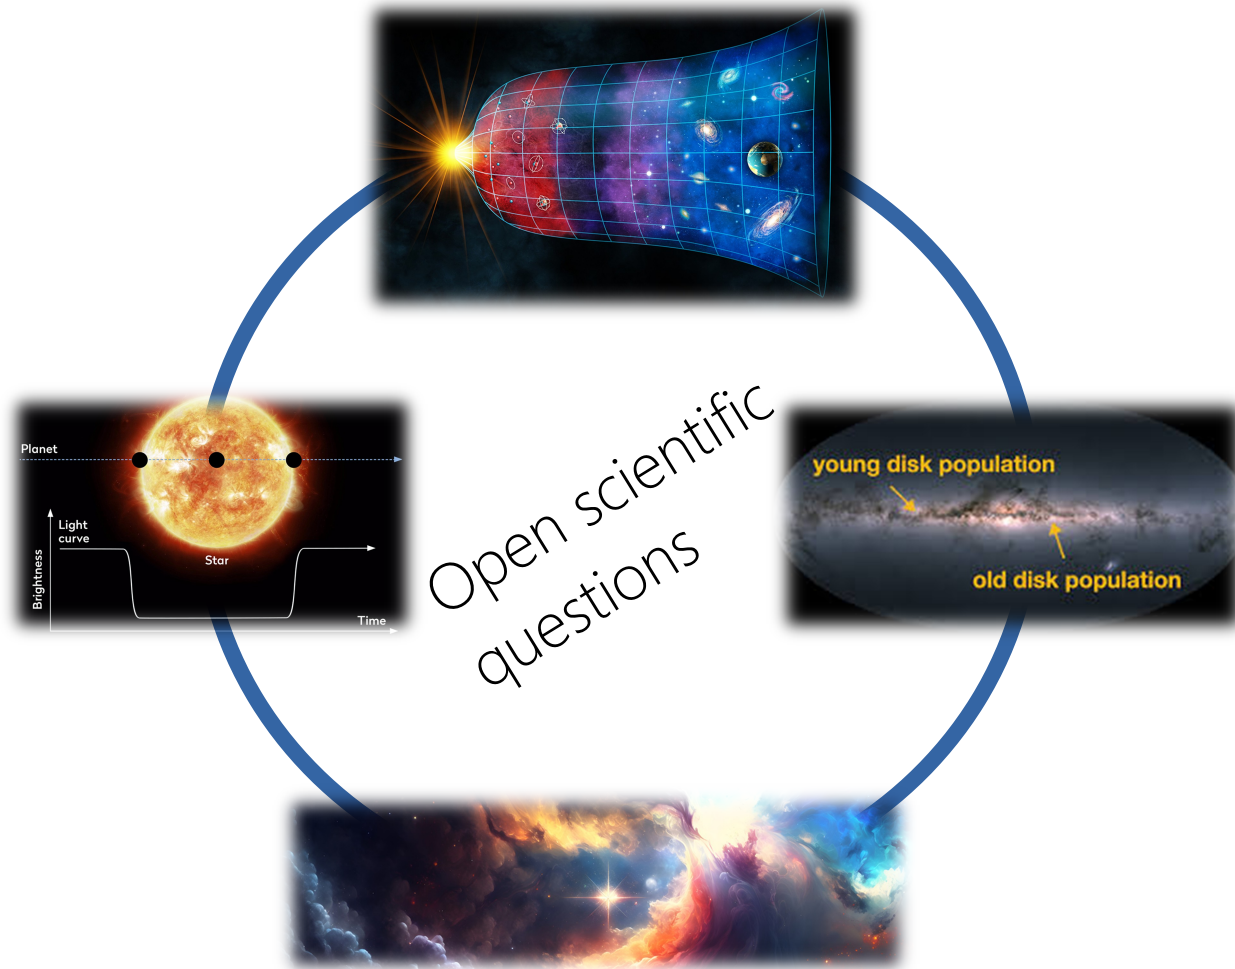 Planet
Light
curve
Star
Brightness
Time
Open scientific
questions
young disk population
old disk population